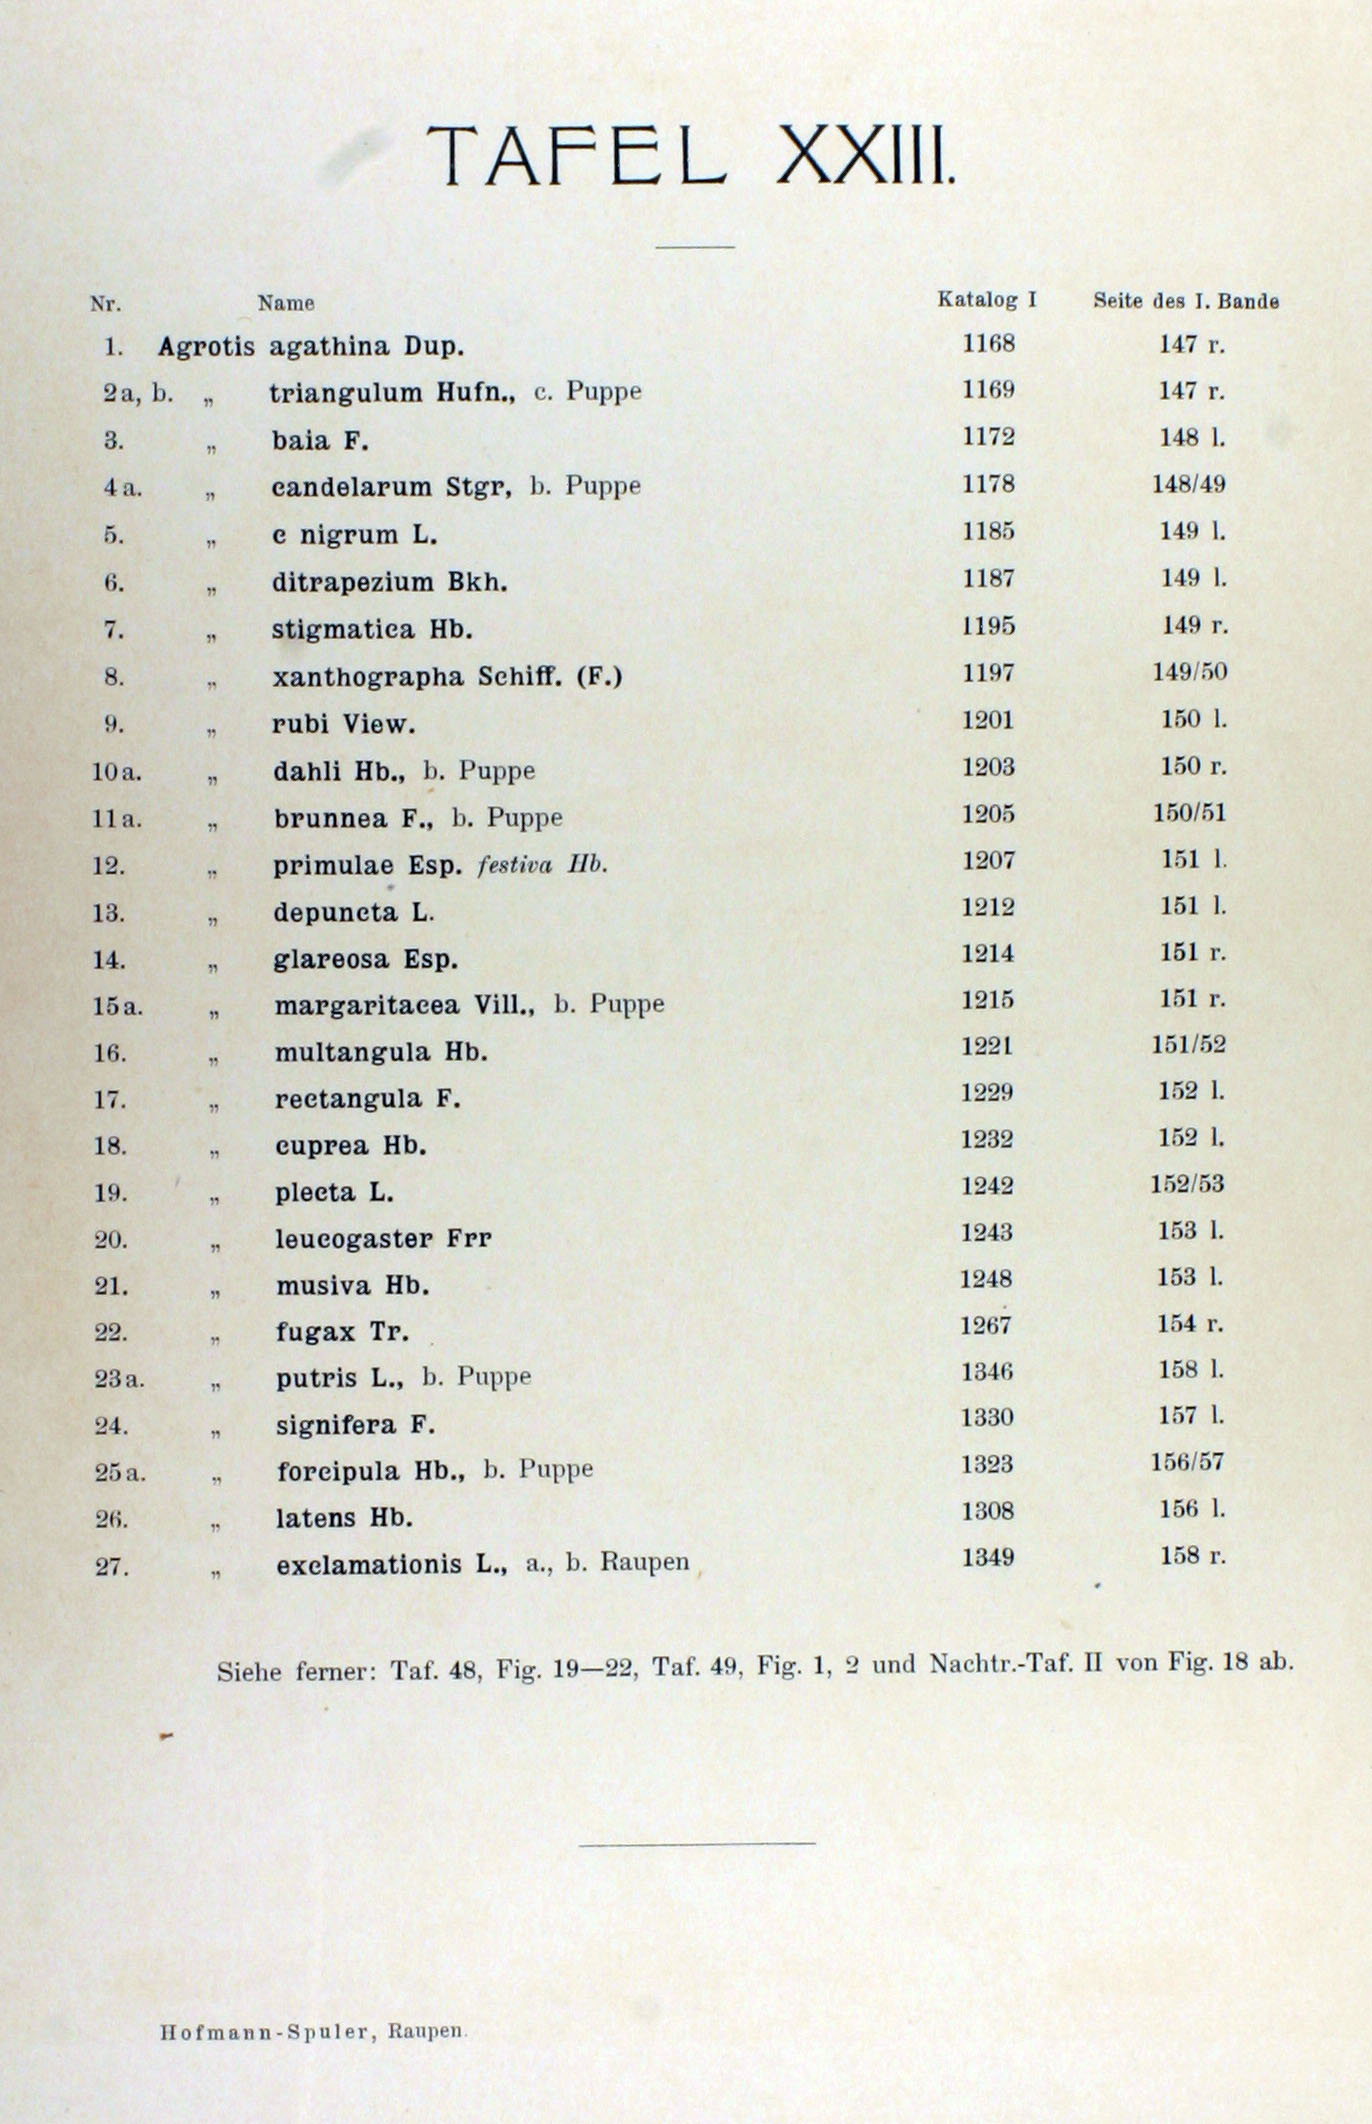 TAFEL XXIII.
Nr. Name Katalog I Seite des I. Bande
1. Agrotis agathina Dup. 1168 147 r.
2a, b. „ triangulum Hufn., c. Puppe 1169 147 r.
3. „ baia F. 1172 148 l.
4a. „ candelarum Stgr, b. Puppe 1178 148/49
5. „ c nigrum L. 1185 149 l.
6. „ ditrapezium Bkh. 1187 149 l.
7. „ stigmatica Hb. 1195 149 r.
8. „ xanthographa Schiff. (F.) 1197 149/50
9. „ rubi View. 1201 150 l.
10a. „ dahli Hb., b. Puppe 1203 150 r.
11a. „ brunnea F., b. Puppe 1205 150/51
12. „ primulae Esp. festiva Hb. 1207 151 l.
13. „ depuncta L. 1212 151 l.
14. „ glareosa Esp. 1214 151 r.
15a. „ margaritacea Vill., b. Puppe 1215 151 r.
16. „ multangula Hb. 1221 151/52
17. „ rectangula F. 1229 152 l.
18. „ cuprea Hb. 1232 152 l.
19. „ plecta L. 1242 152/53
20. „ leucogaster Frr 1243 153 l.
21. „ musiva Hb. 1248 153 l.
22. „ fugax Tr. 1267 154 r.
23a. „ putris L., b. Puppe 1346 158 l.
24. „ signifera F. 1330 157 l.
25a. „ forcipula Hb., b. Puppe 1323 156/57
26. „ latens Hb. 1308 156 l.
27. „ exclamationis L., a., b. Raupen 1349 158 r.
Siehe ferner: Taf. 48, Fig. 19—22, Taf. 49, Fig. 1, 2 und Nachtr.-Taf. II von Fig. 18 ab.
Hofmann-Spuler, Raupen.